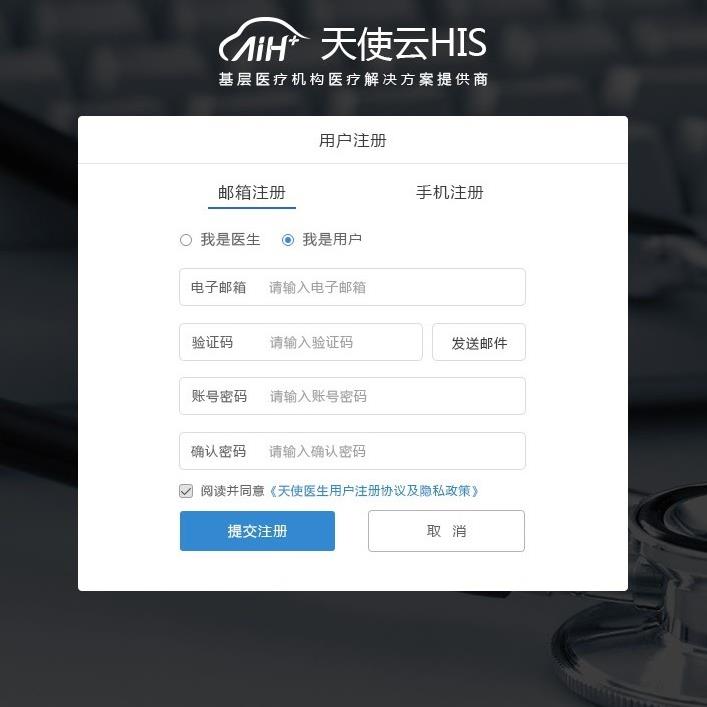 AiH+ 天使云HIS
基层医疗机构医疗解决方案提供商
用户注册
邮箱注册 手机注册
我是医生 我是用户
电子邮箱 请输入电子邮箱
验证码 请输入验证码 发送邮件
账号密码 请输入账号密码
确认密码 请输入确认密码
阅读并同意《天使医生用户注册协议及隐私政策》
提交注册 取 消